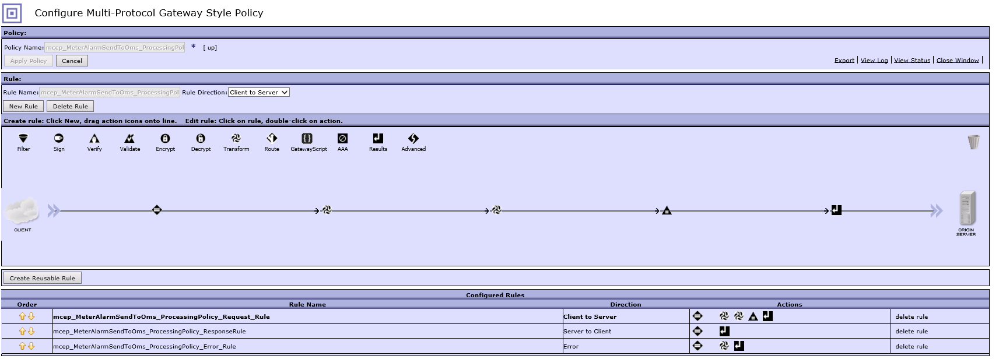 Configure Multi-Protocol Gateway Style Policy
Policy:
Policy Name: mcep_MeterAlarmSendToOms_ProcessingPol * [ up]
Apply Policy Cancel Export | View Log | View Status | Close Window |
Rule:
Rule Name: mcep_MeterAlarmSendToOms_ProcessingPol Rule Direction: Client to Server
New Rule Delete Rule
Create rule: Click New, drag action icons onto line. Edit rule: Click on rule, double-click on action.
Filter Sign Verify Validate Encrypt Decrypt Transform Route GatewayScript AAA Results Advanced
CLIENT
ORIGIN
SERVER
Create Reusable Rule
Configured Rules
Order Rule Name Direction Actions
mcep_MeterAlarmSendToOms_ProcessingPolicy_Request_Rule Client to Server delete rule
mcep_MeterAlarmSendToOms_ProcessingPolicy_ResponseRule Server to Client delete rule
mcep_MeterAlarmSendToOms_ProcessingPolicy_Error_Rule Error delete rule